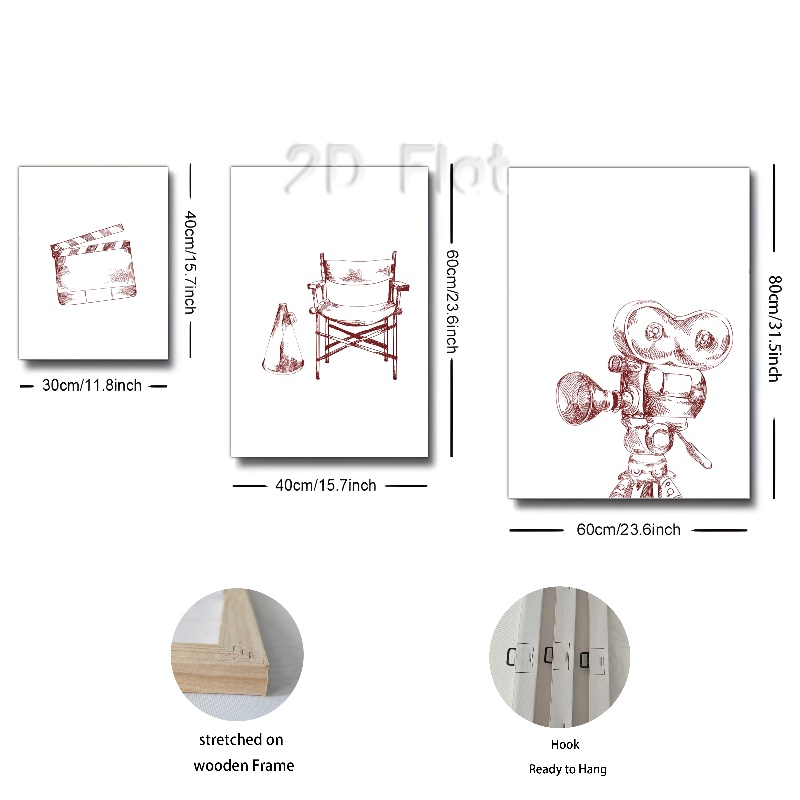 2D Flat
40cm/15.7inch
30cm/11.8inch
60cm/23.6inch
40cm/15.7inch
80cm/31.5inch
60cm/23.6inch
stretched on
wooden Frame
Hook
Ready to Hang